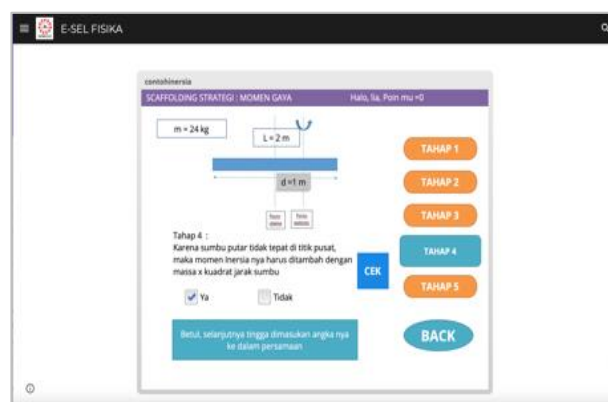 E-SEL FISIKA
contohinersia
SCAFFOLDING STRATEGI : MOMEN GAYA
Halo, lia, Poin mu =0
m = 24 kg
L = 2 m
d =1 m
TAHAP 1
TAHAP 2
TAHAP 3
TAHAP 4
TAHAP 5
Tahap 4 :
Karena sumbu putar tidak tepat di titik pusat,
maka momen Inersia nya harus ditambah dengan
massa x kuadrat jarak sumbu
CEK
Ya
Tidak
Betul, selanjutnya tingga dimasukan angka nya
ke dalam persamaan
BACK